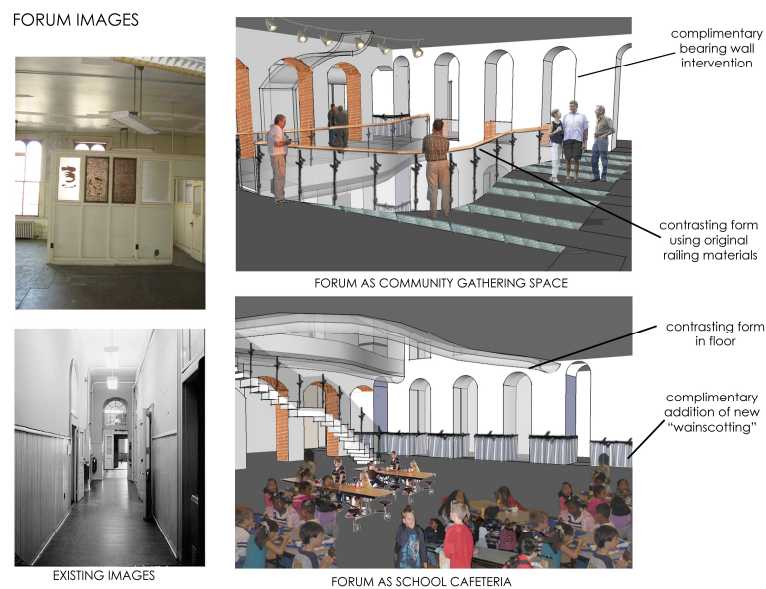 FORUM IMAGES
complimentary
bearing wall
intervention
contrasting form
using original
railing materials
FORUM AS COMMUNITY GATHERING SPACE
contrasting form
in floor
complimentary
addition of new
“wainscotting”
EXISTING IMAGES
FORUM AS SCHOOL CAFETERIA